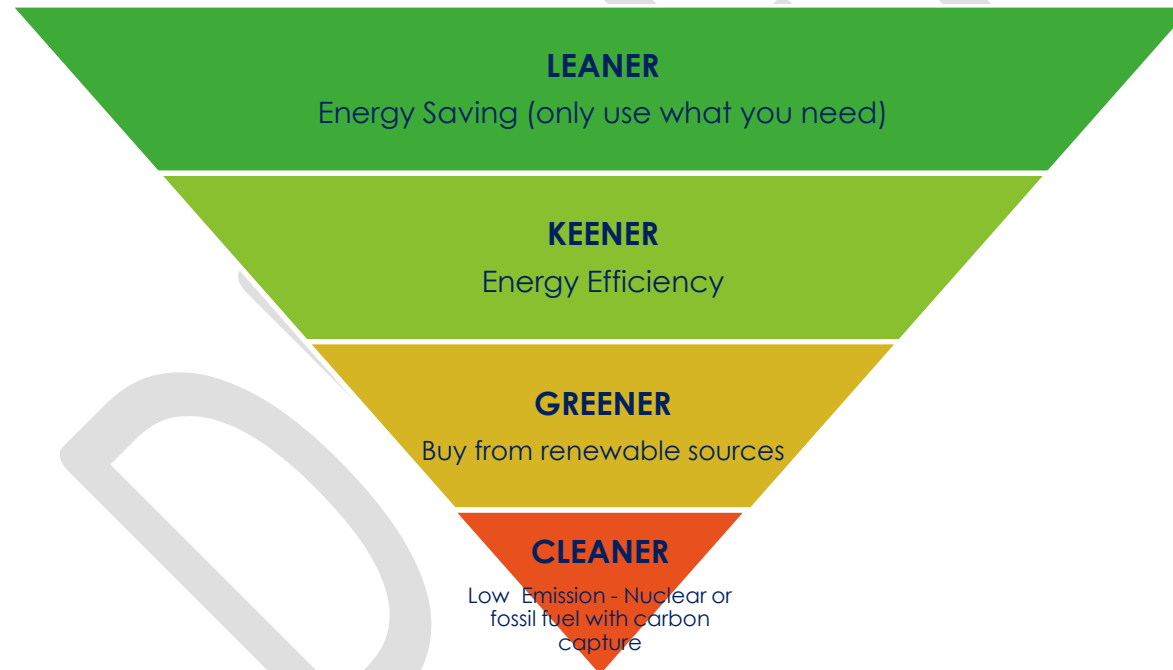 LEANER
Energy Saving (only use what you need)
KEENER
Energy Efficiency
GREENER
Buy from renewable sources
CLEANER
Low  Emission - Nuclear or
fossil fuel with carbon
capture